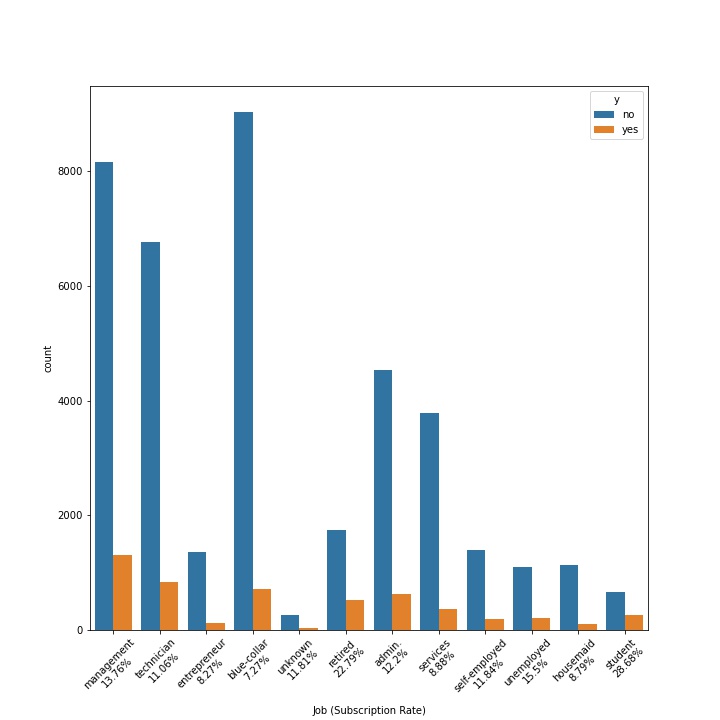 y
no
yes
8000
6000
4000
2000
0
count
management
13.76%
technician
11.06%
entrepreneur
8.27%
blue-collar
7.27%
unknown
11.81%
retired
22.79%
admin.
12.2%
services
8.88%
self-employed
11.84%
unemployed
15.5%
housemaid
8.79%
student
28.68%
Job (Subscription Rate)